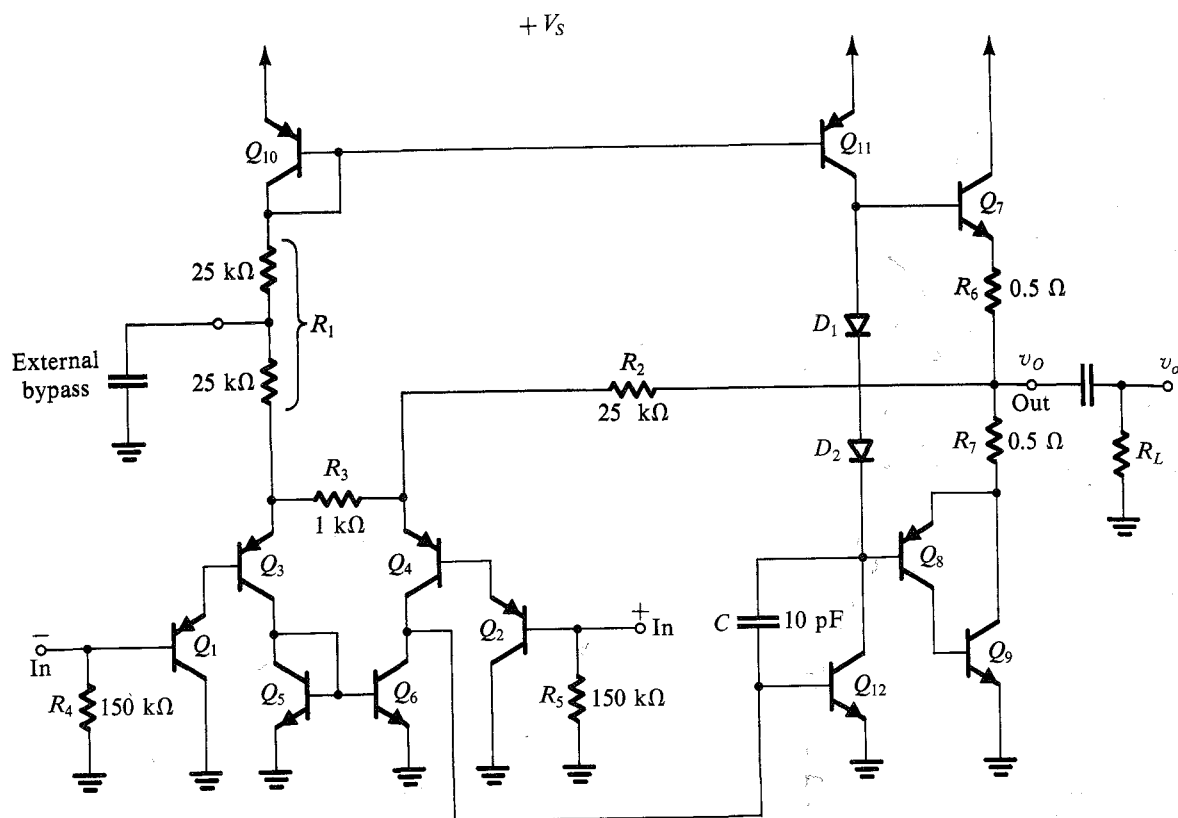 + V_S
Q_10
Q_11
Q_7
25 kΩ
R_1
25 kΩ
External
bypass
R_6 0.5 Ω
D_1
R_2
25 kΩ
v_O
Out
v_o
R_7 0.5 Ω
R_L
D_2
R_3
1 kΩ
Q_3
Q_4
Q_8
− In
Q_1
+ In
Q_2
C 10 pF
Q_9
R_4 150 kΩ
Q_5
Q_6
R_5 150 kΩ
Q_12